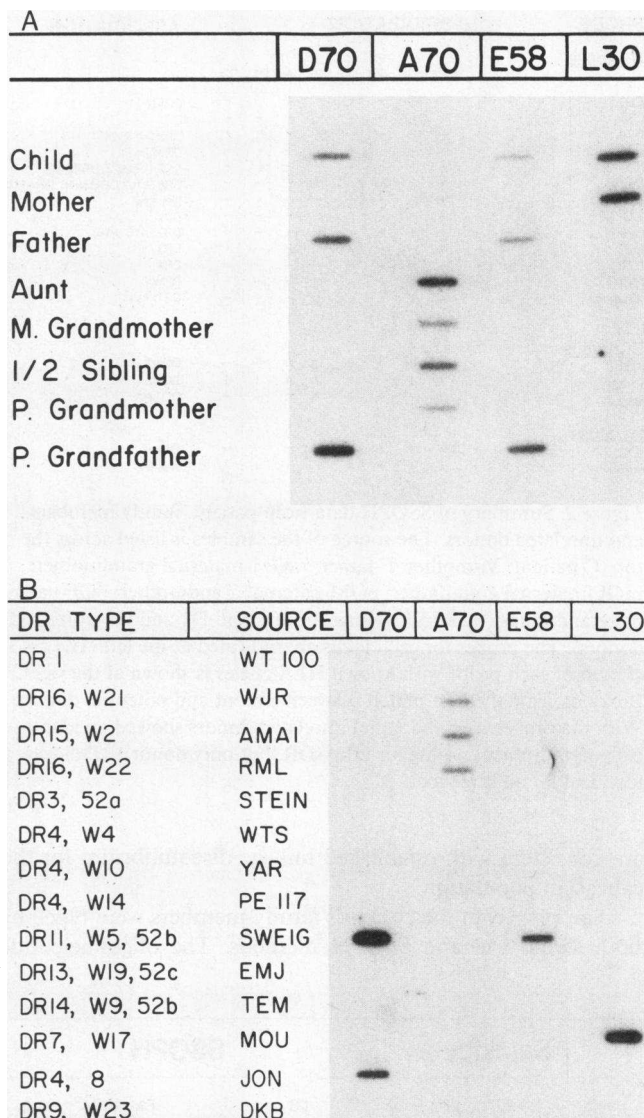 A
D70 A70 E58 L30
Child
Mother
Father
Aunt
M. Grandmother
1/2 Sibling
P. Grandmother
P. Grandfather
B
DR TYPE SOURCE D70 A70 E58 L30
DR 1 WT 100
DR16, W21 WJR
DR15, W2 AMAI
DR16, W22 RML
DR3, 52a STEIN
DR4, W4 WTS
DR4, W10 YAR
DR4, W14 PE 117
DR11, W5, 52b SWEIG
DR13, W19, 52c EMJ
DR14, W9, 52b TEM
DR7, W17 MOU
DR4, 8 JON
DR9, W23 DKB